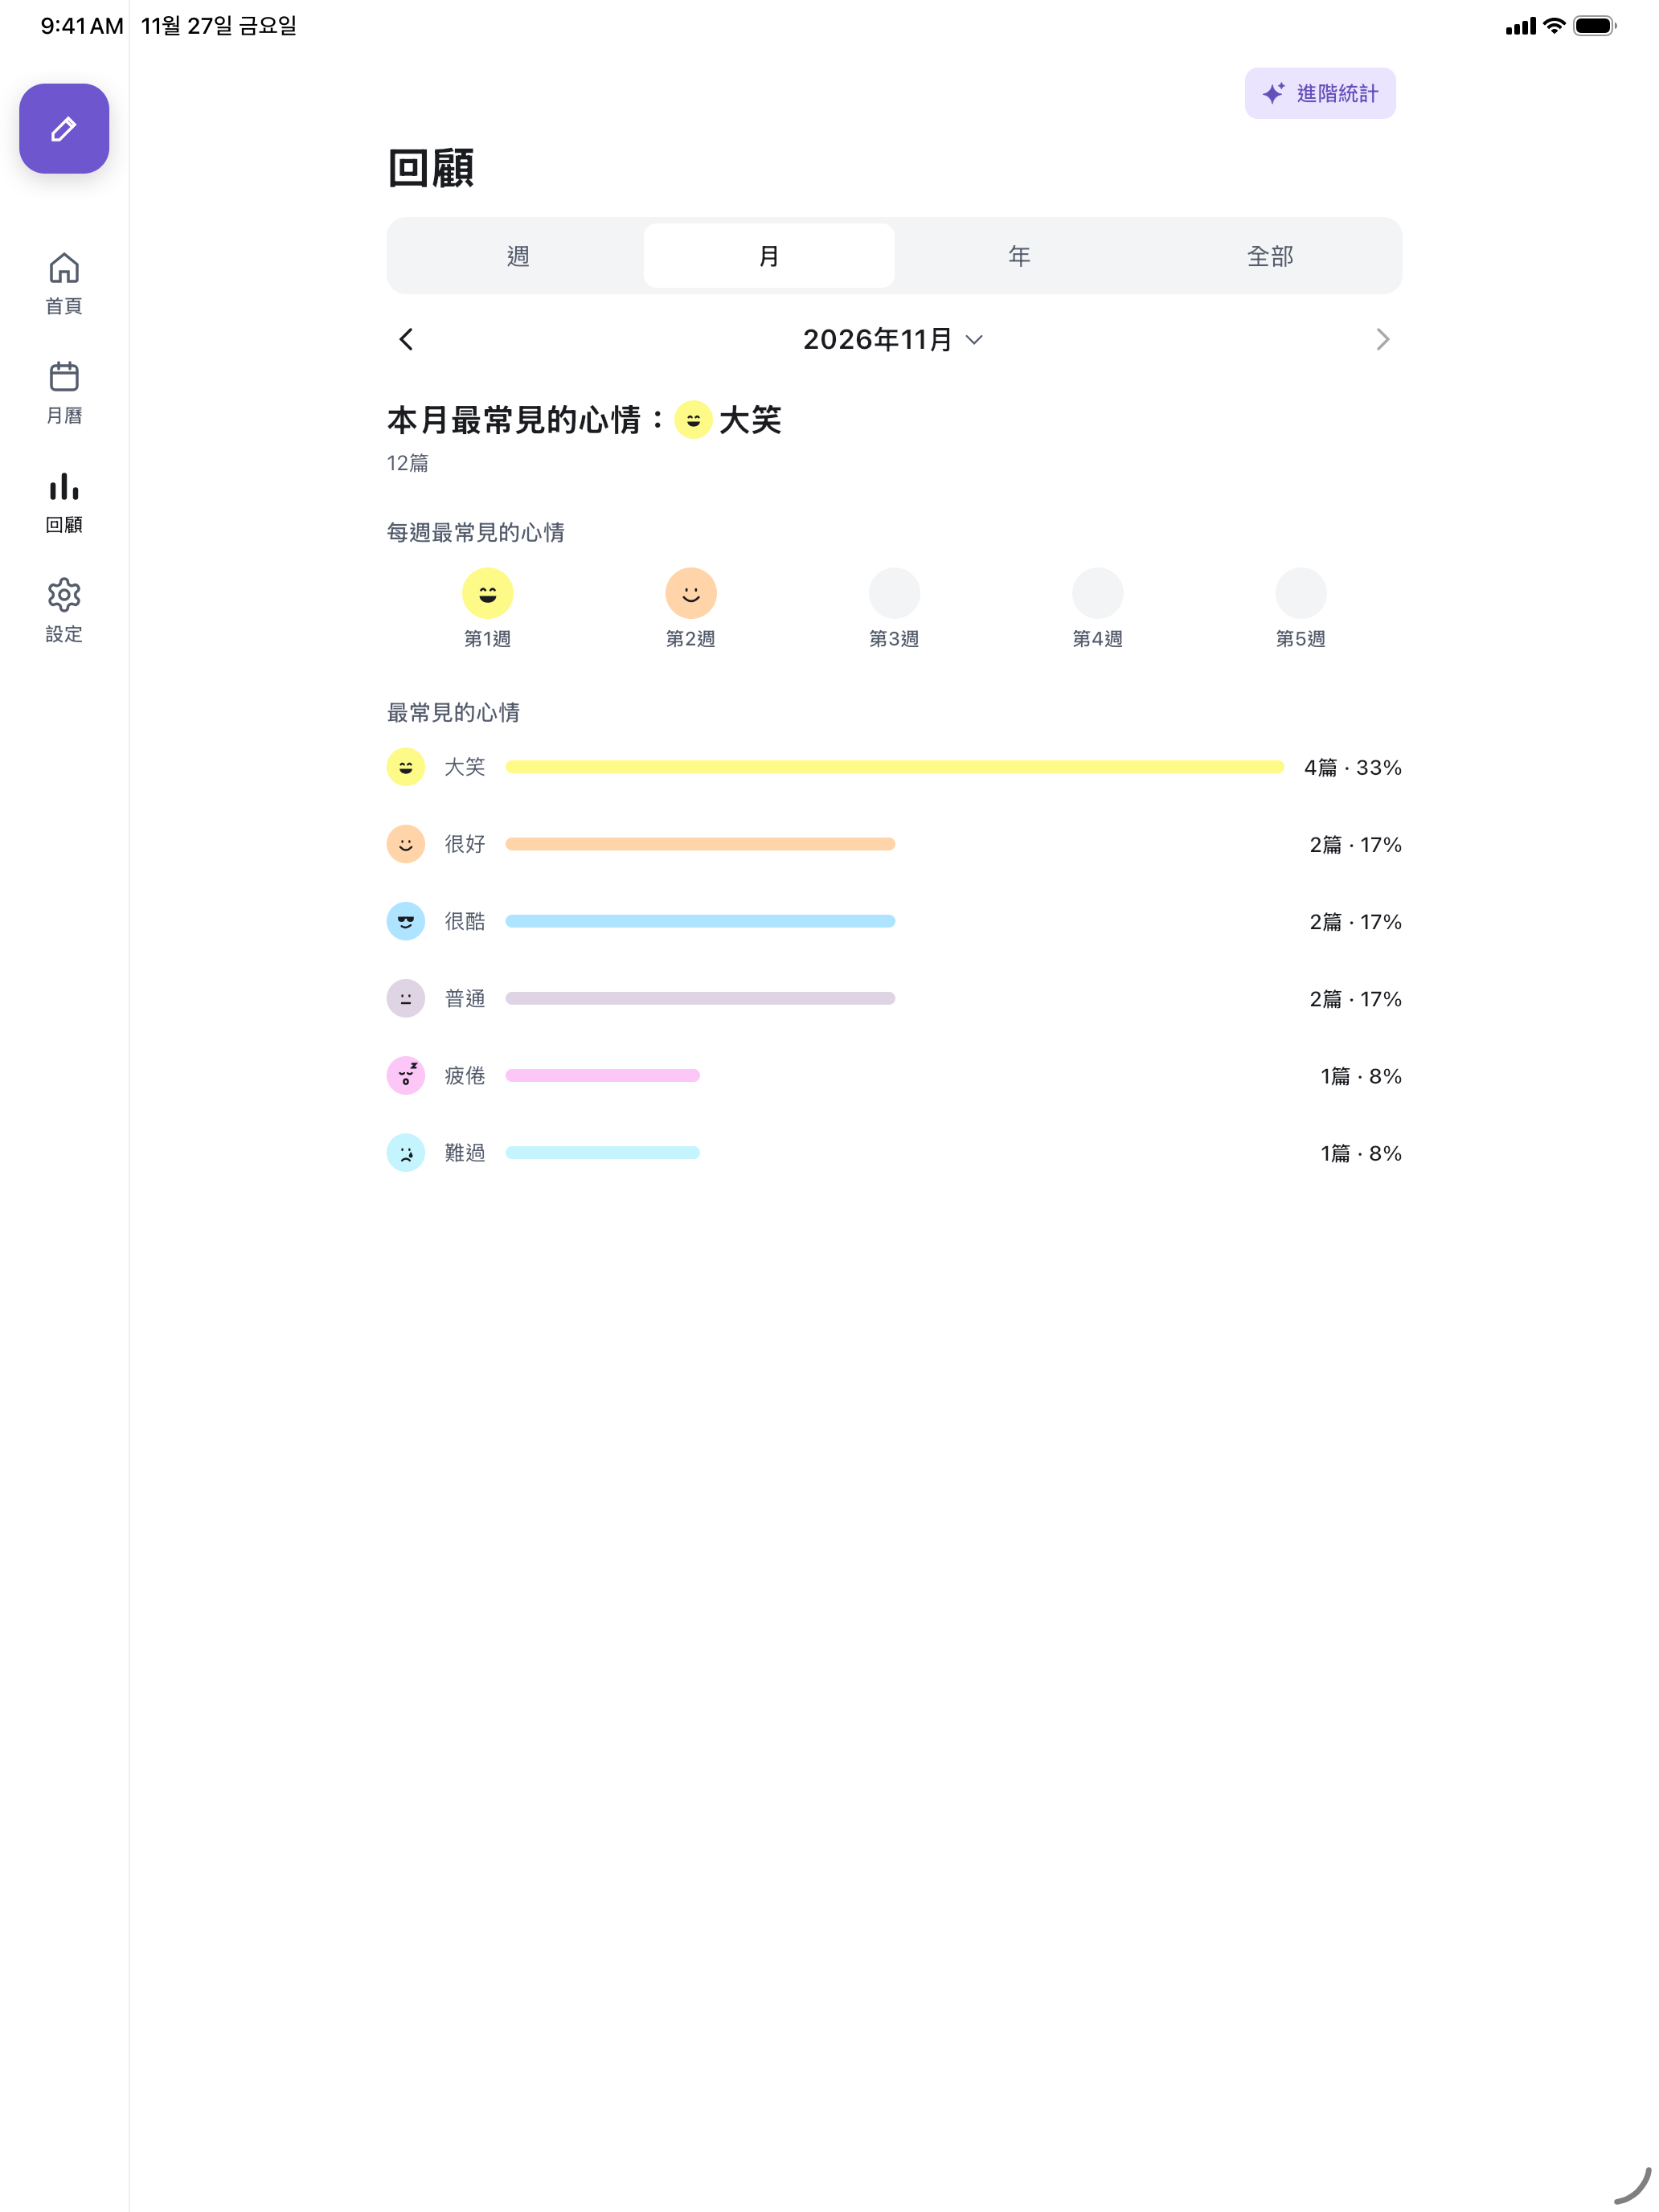 9:41 AM 11월 27일 금요일
進階統計
回顧
週 月 年 全部
2026年11月
本月最常見的心情：大笑
12篇
每週最常見的心情
第1週 第2週 第3週 第4週 第5週
最常見的心情
大笑 4篇 · 33%
很好 2篇 · 17%
很酷 2篇 · 17%
普通 2篇 · 17%
疲倦 1篇 · 8%
難過 1篇 · 8%
首頁
月曆
回顧
設定